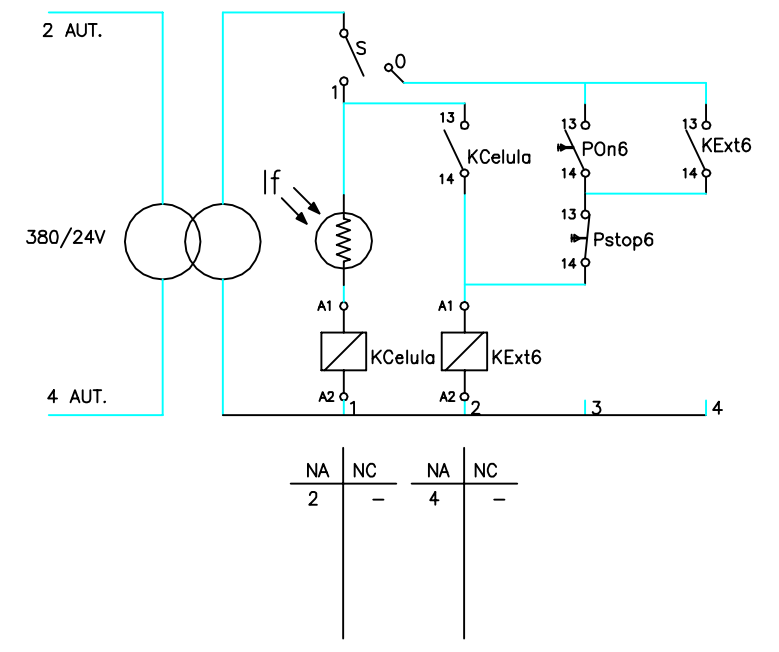 2 AUT.
S
0
1
13
KCelula
14
13
POn6
14
13
KExt6
14
If
13
Pstop6
14
380/24V
A1
KCelula
A2
A1
KExt6
A2
4 AUT.
1
2
3
4
NA NC
2 –
NA NC
4 –